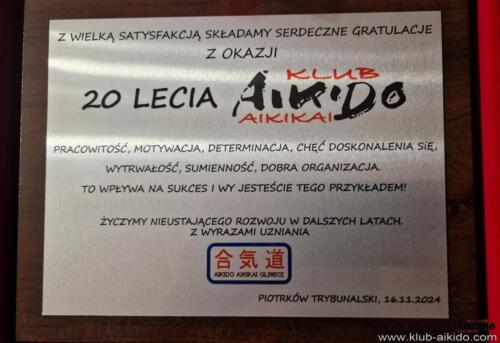 Z WIELKĄ SATYSFAKCJĄ SKŁADAMY SERDECZNE GRATULACJE
Z OKAZJI
20 LECIA KLUB AIKIDO AIKIKAI
PRACOWITOŚĆ, MOTYWACJA, DETERMINACJA, CHĘĆ DOSKONALENIA SIĘ,
WYTRWAŁOŚĆ, SUMIENNOŚĆ, DOBRA ORGANIZACJA.
TO WPŁYWA NA SUKCES I WY JESTEŚCIE TEGO PRZYKŁADEM!
ŻYCZYMY NIEUSTAJĄCEGO ROZWOJU W DALSZYCH LATACH.
Z WYRAZAMI UZNANIA
合気道
AIKIDO AIKIKAI GLIWICE
PIOTRKÓW TRYBUNALSKI, 16.11.2024
www.klub-aikido.com